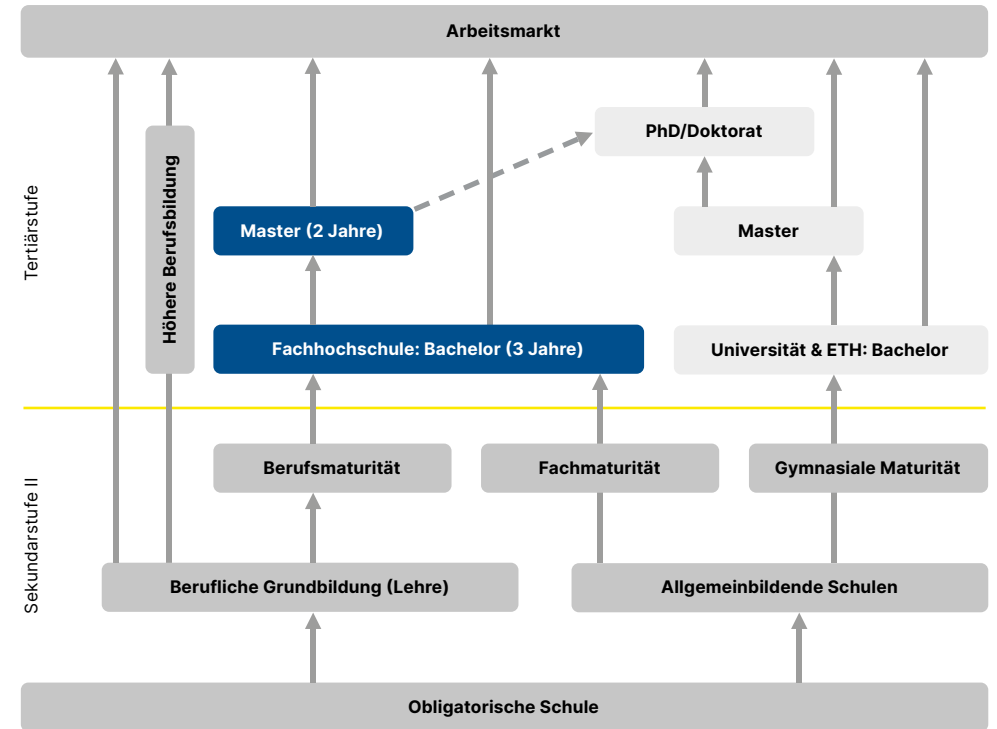 Arbeitsmarkt
PhD/Doktorat
Höhere Berufsbildung
Tertiärstufe
Master (2 Jahre)
Master
Fachhochschule: Bachelor (3 Jahre)
Universität & ETH: Bachelor
Berufsmaturität
Fachmaturität
Gymnasiale Maturität
Sekundarstufe II
Berufliche Grundbildung (Lehre)
Allgemeinbildende Schulen
Obligatorische Schule